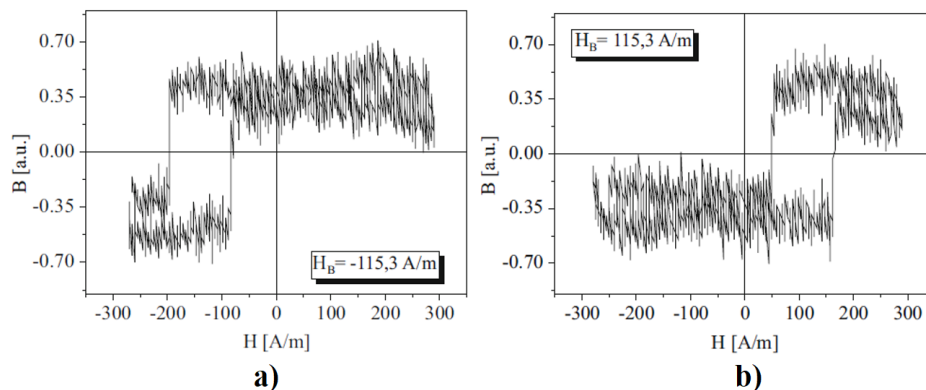 0.70
0.35
0.00
-0.35
-0.70
B [a.u.]
-300 -200 -100 0 100 200 300
H [A/m]
H_B= -115,3 A/m
a)
0.70
0.35
0.00
-0.35
-0.70
B [a.u.]
-300 -200 -100 0 100 200 300
H [A/m]
H_B= 115,3 A/m
b)